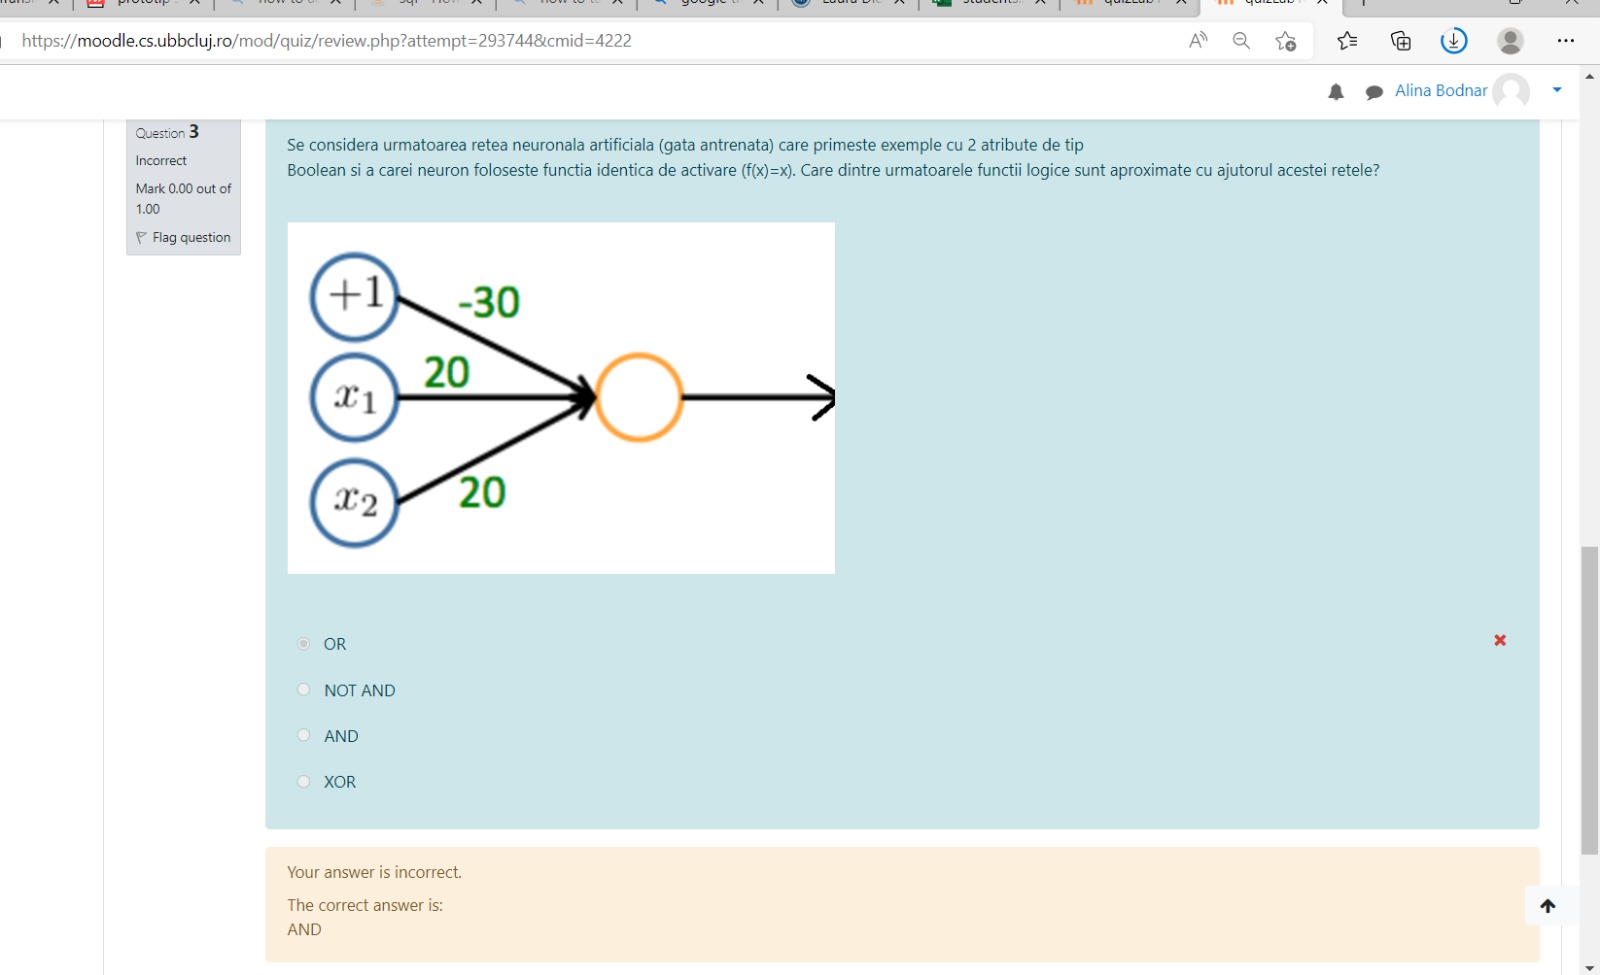 https://moodle.cs.ubbcluj.ro/mod/quiz/review.php?attempt=293744&cmid=4222
Alina Bodnar
Question 3
Incorrect
Mark 0.00 out of
1.00
Flag question
Se considera urmatoarea retea neuronala artificiala (gata antrenata) care primeste exemple cu 2 atribute de tip
Boolean si a carei neuron foloseste functia identica de activare (f(x)=x). Care dintre urmatoarele functii logice sunt aproximate cu ajutorul acestei retele?
+1
-30
20
x1
x2
20
OR
NOT AND
AND
XOR
Your answer is incorrect.
The correct answer is:
AND